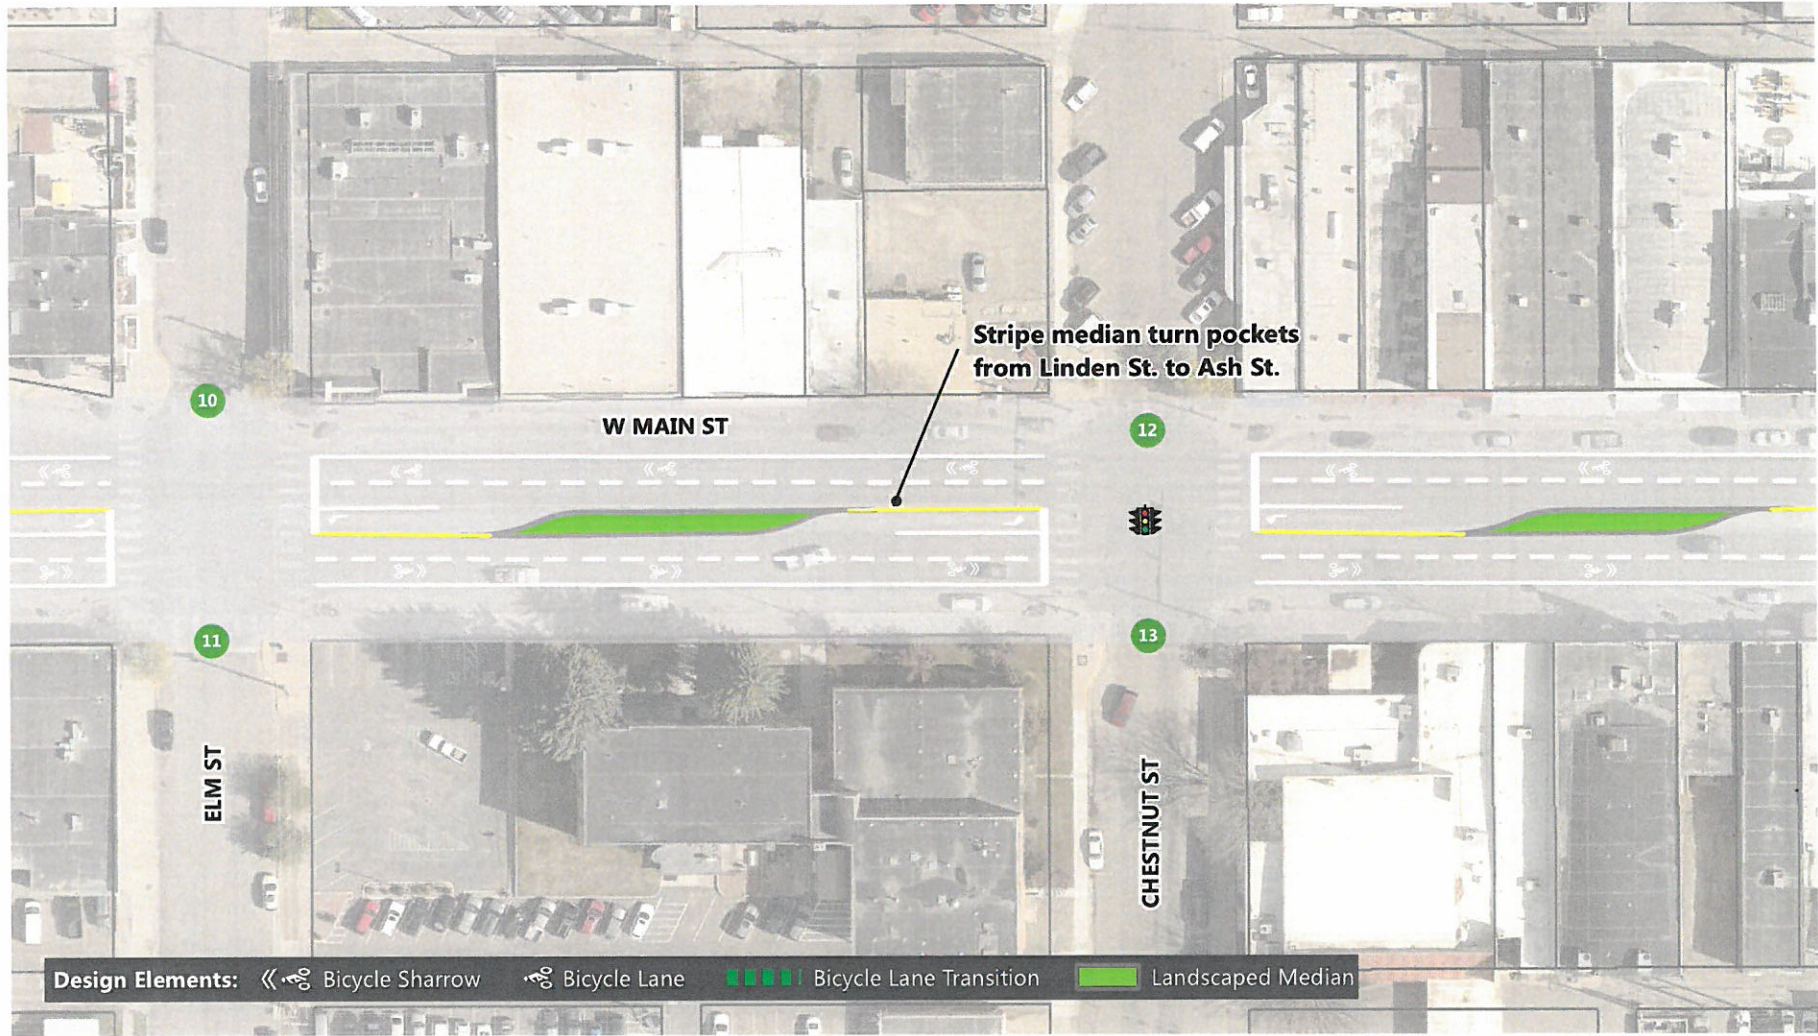 Stripe median turn pockets
from Linden St. to Ash St.
10
W MAIN ST
12
11
13
ELM ST
CHESTNUT ST
Design Elements: Bicycle Sharrow Bicycle Lane Bicycle Lane Transition Landscaped Median